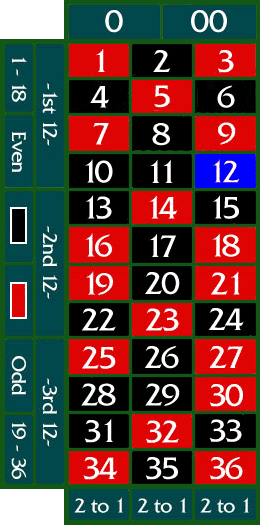 0 00
1 2 3
4 5 6
7 8 9
10 11 12
13 14 15
16 17 18
19 20 21
22 23 24
25 26 27
28 29 30
31 32 33
34 35 36
2 to 1 2 to 1 2 to 1
-1st 12-
-2nd 12-
-3rd 12-
1 - 18
Even
Odd
19 - 36